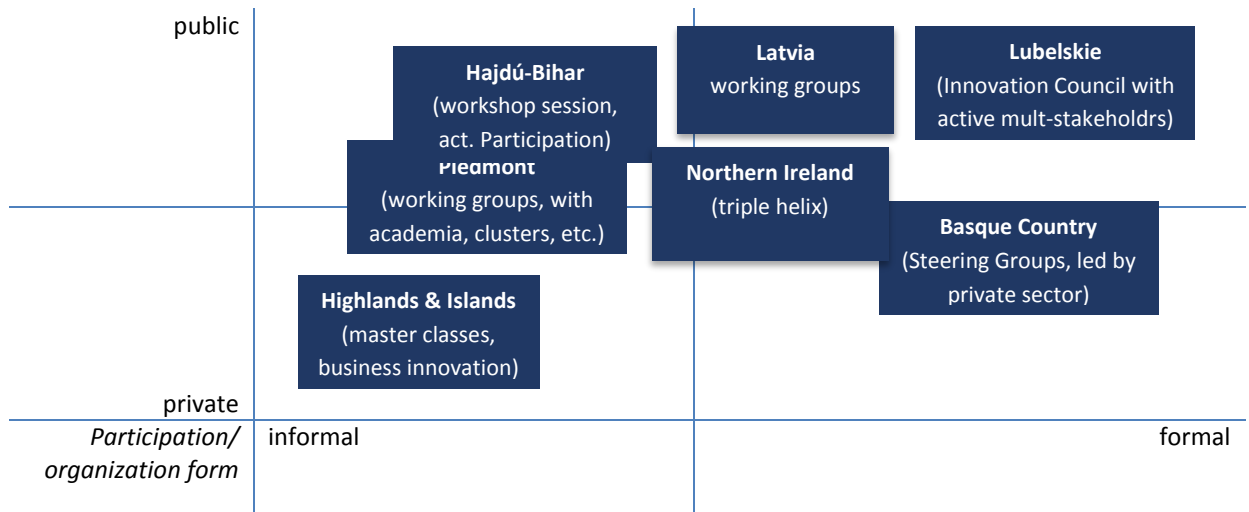 public
Hajdú-Bihar
(workshop session,
act. Participation)
Latvia
working groups
Lubelskie
(Innovation Council with
active mult-stakeholdrs)
Piedmont
(working groups, with
academia, clusters, etc.)
Northern Ireland
(triple helix)
Basque Country
(Steering Groups, led by
private sector)
Highlands & Islands
(master classes,
business innovation)
private
Participation/
organization form
informal
formal